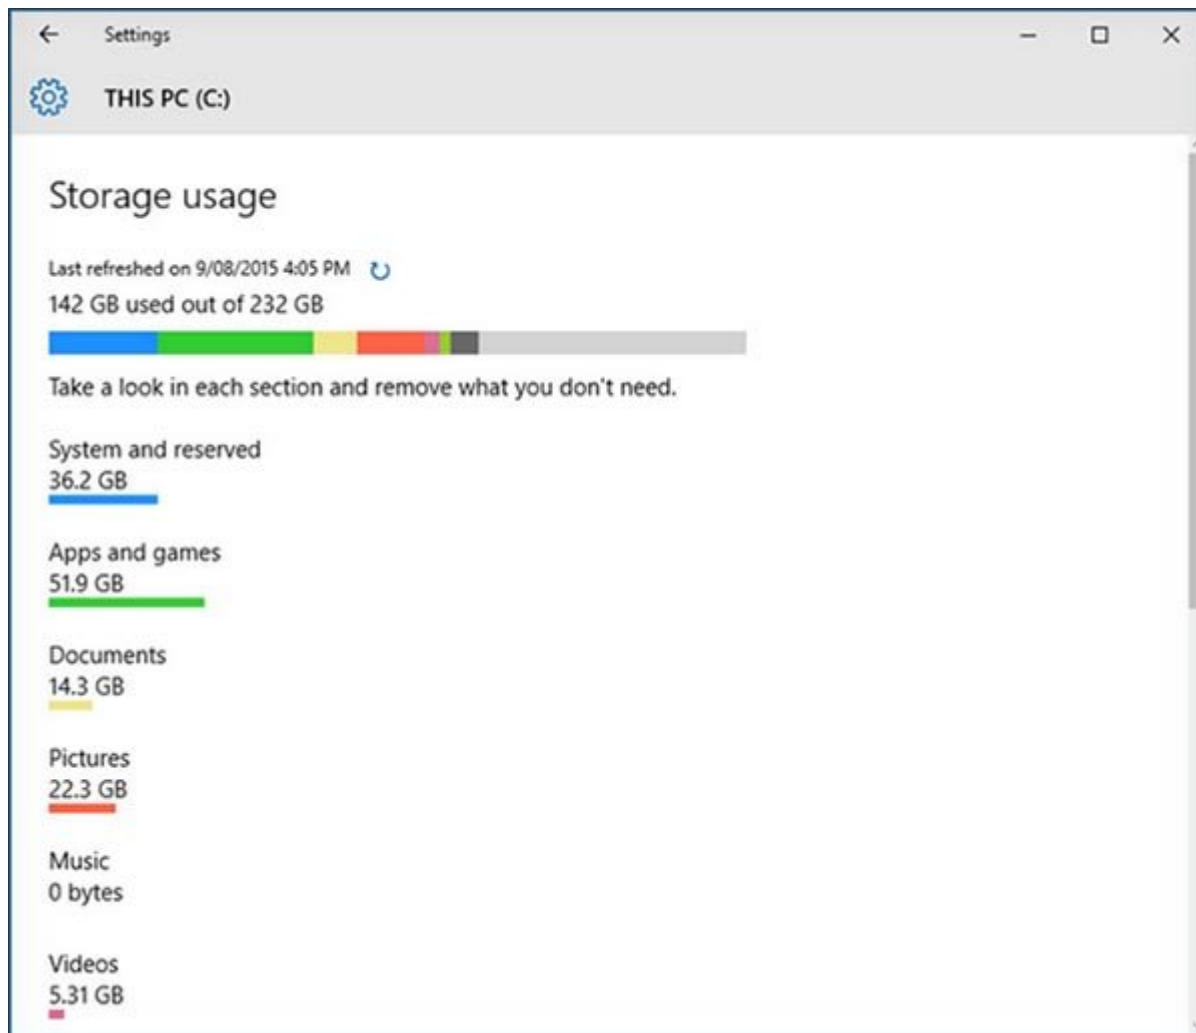 Settings
THIS PC (C:)
Storage usage
Last refreshed on 9/08/2015 4:05 PM
142 GB used out of 232 GB
Take a look in each section and remove what you don't need.
System and reserved
36.2 GB
Apps and games
51.9 GB
Documents
14.3 GB
Pictures
22.3 GB
Music
0 bytes
Videos
5.31 GB